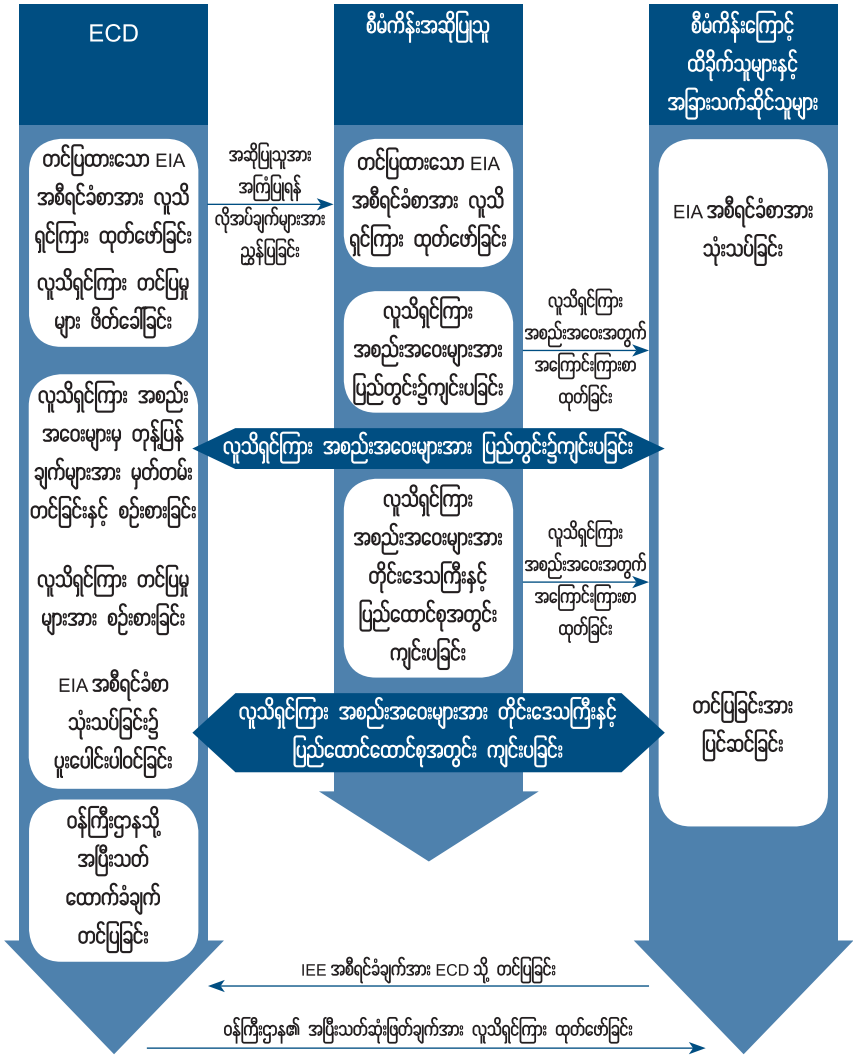 ECD
စီမံကိန်းအဆိုပြုသူ
စီမံကိန်းကြောင့်
ထိခိုက်သူများနှင့်
အခြားသက်ဆိုင်သူများ
တင်ပြထားသော EIA
အစီရင်ခံစာအား လူသိ
ရှင်ကြား ထုတ်ဖော်ခြင်း
လူသိရှင်ကြား တင်ပြမှု
များ ဖိတ်ခေါ်ခြင်း
အဆိုပြုသူအား
အကြံပြုရန်
လိုအပ်ချက်များအား
ညွှန်ပြခြင်း
တင်ပြထားသော EIA
အစီရင်ခံစာအား လူသိ
ရှင်ကြား ထုတ်ဖော်ခြင်း
EIA အစီရင်ခံစာအား
သုံးသပ်ခြင်း
လူသိရှင်ကြား
အစည်းအဝေးများအား
ပြည်တွင်း၌ကျင်းပခြင်း
လူသိရှင်ကြား
အစည်းအဝေးအတွက်
အကြောင်းကြားစာ
ထုတ်ခြင်း
လူသိရှင်ကြား အစည်း
အဝေးများမှ တုန့်ပြန်
ချက်များအား မှတ်တမ်း
တင်ခြင်းနှင့် စဉ်းစားခြင်း
လူသိရှင်ကြား အစည်းအဝေးများအား ပြည်တွင်း၌ကျင်းပခြင်း
လူသိရှင်ကြား
အစည်းအဝေးများအား
တိုင်းဒေသကြီးနှင့်
ပြည်ထောင်စုအတွင်း
ကျင်းပခြင်း
လူသိရှင်ကြား
အစည်းအဝေးအတွက်
အကြောင်းကြားစာ
ထုတ်ခြင်း
လူသိရှင်ကြား တင်ပြမှု
များအား စဉ်းစားခြင်း
EIA အစီရင်ခံစာ
သုံးသပ်ခြင်း၌
ပူးပေါင်းပါဝင်ခြင်း
လူသိရှင်ကြား အစည်းအဝေးများအား တိုင်းဒေသကြီးနှင့်
ပြည်ထောင်ထောင်စုအတွင်း ကျင်းပခြင်း
တင်ပြခြင်းအား
ပြင်ဆင်ခြင်း
ဝန်ကြီးဌာနသို့
အပြီးသတ်
ထောက်ခံချက်
တင်ပြခြင်း
IEE အစီရင်ခံချက်အား ECD သို့ တင်ပြခြင်း
ဝန်ကြီးဌာန၏ အပြီးသတ်ဆုံးဖြတ်ချက်အား လူသိရှင်ကြား ထုတ်ဖော်ခြင်း